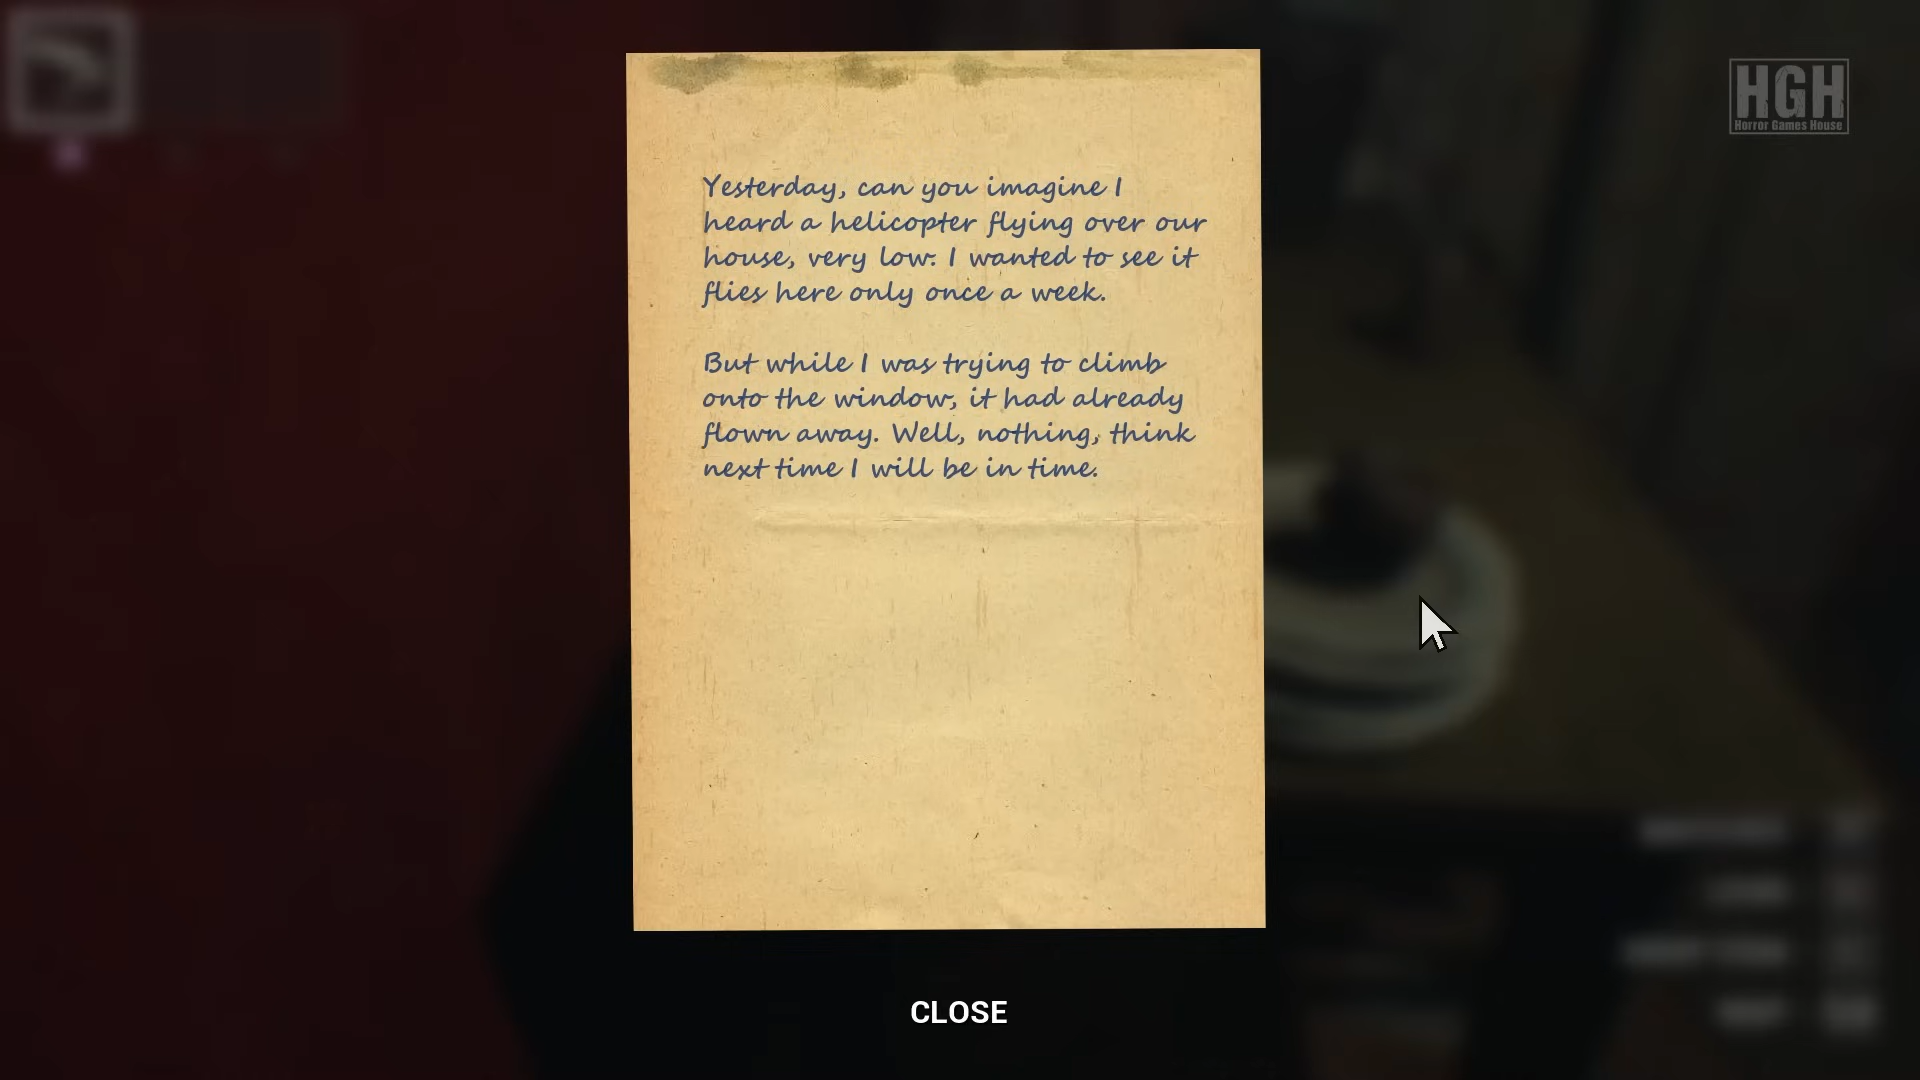 HGH
Horror Games House
Yesterday, can you imagine I
heard a helicopter flying over our
house, very low. I wanted to see it
flies here only once a week.
But while I was trying to climb
onto the window, it had already
flown away. Well, nothing, think
next time I will be in time.
CLOSE